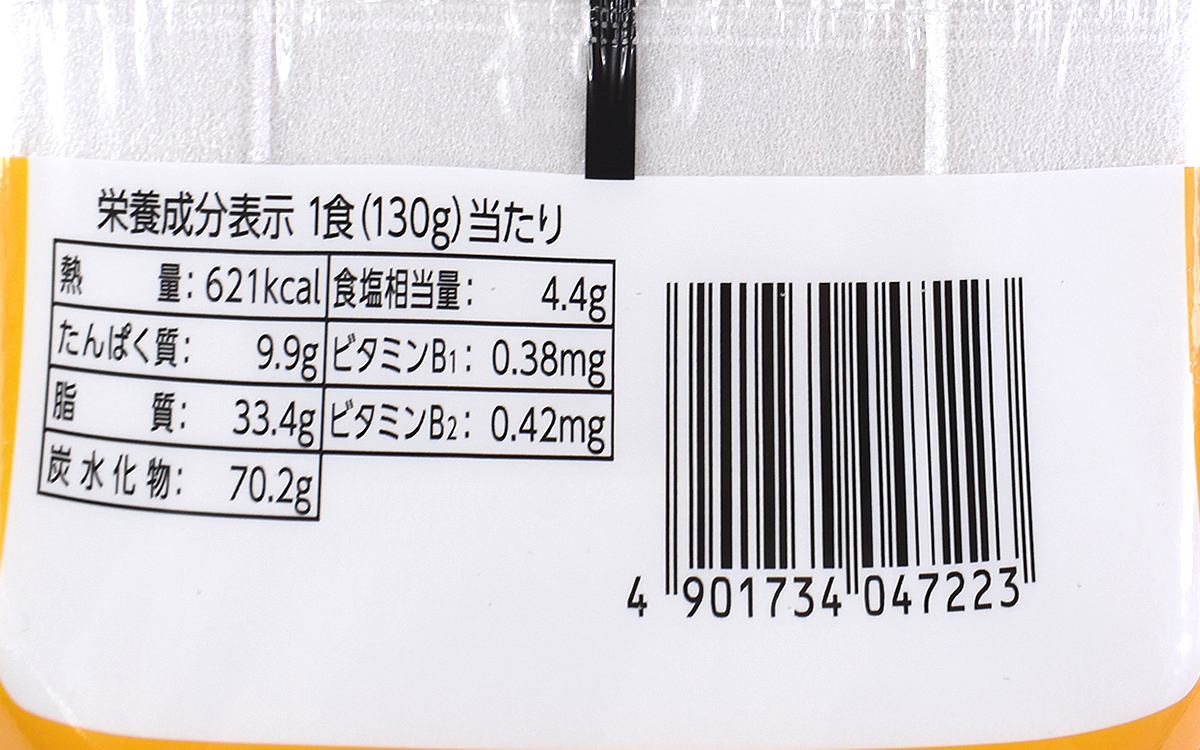 栄養成分表示 1食(130g)当たり
熱量: 621kcal 食塩相当量: 4.4g
たんぱく質: 9.9g ビタミンB1: 0.38mg
脂質: 33.4g ビタミンB2: 0.42mg
炭水化物: 70.2g
4 901734 047223